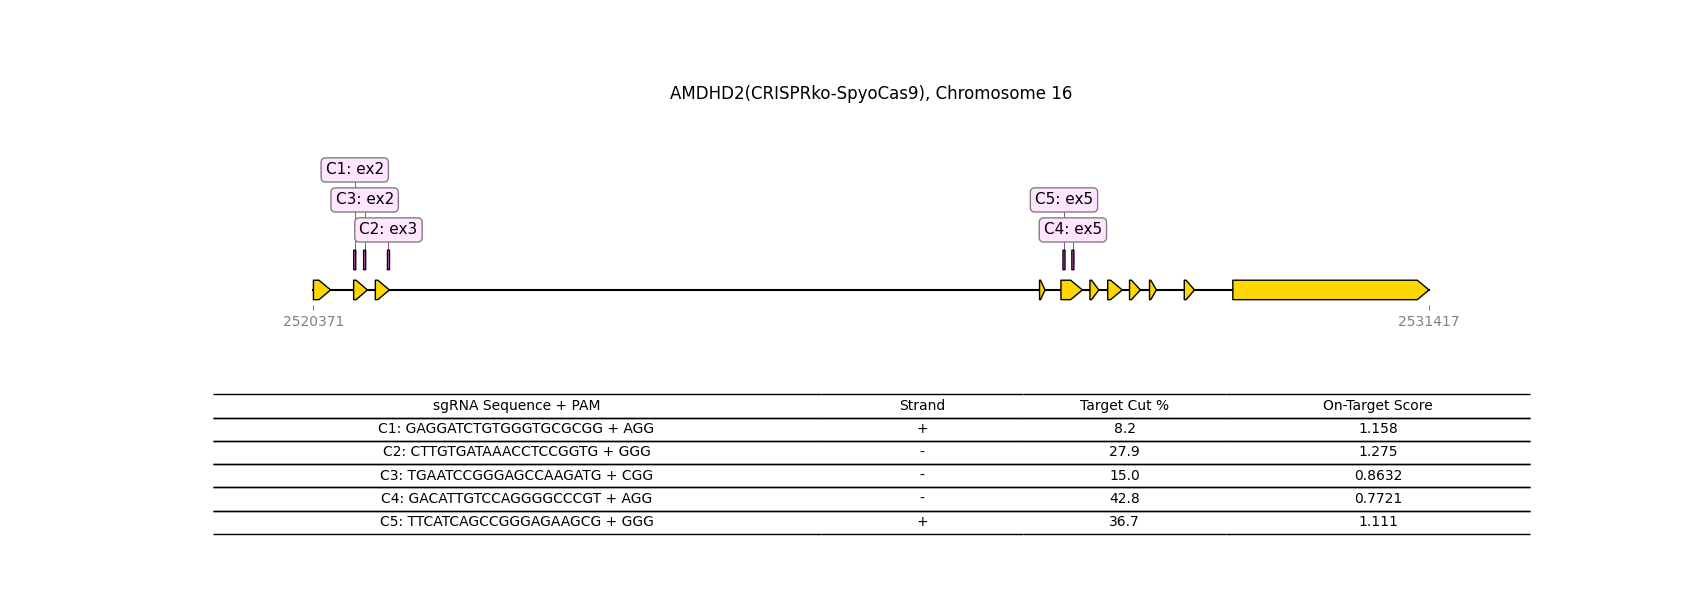 AMDHD2(CRISPRko-SpyoCas9), Chromosome 16
C1: ex2
C3: ex2
C5: ex5
C2: ex3
C4: ex5
2520371
2531417
sgRNA Sequence + PAM Strand Target Cut % On-Target Score
C1: GAGGATCTGTGGGTGCGCGG + AGG + 8.2 1.158
C2: CTTGTGATAAACCTCCGGTG + GGG - 27.9 1.275
C3: TGAATCCGGGAGCCAAGATG + CGG - 15.0 0.8632
C4: GACATTGTCCAGGGGCCCGT + AGG - 42.8 0.7721
C5: TTCATCAGCCGGGAGAAGCG + GGG + 36.7 1.111